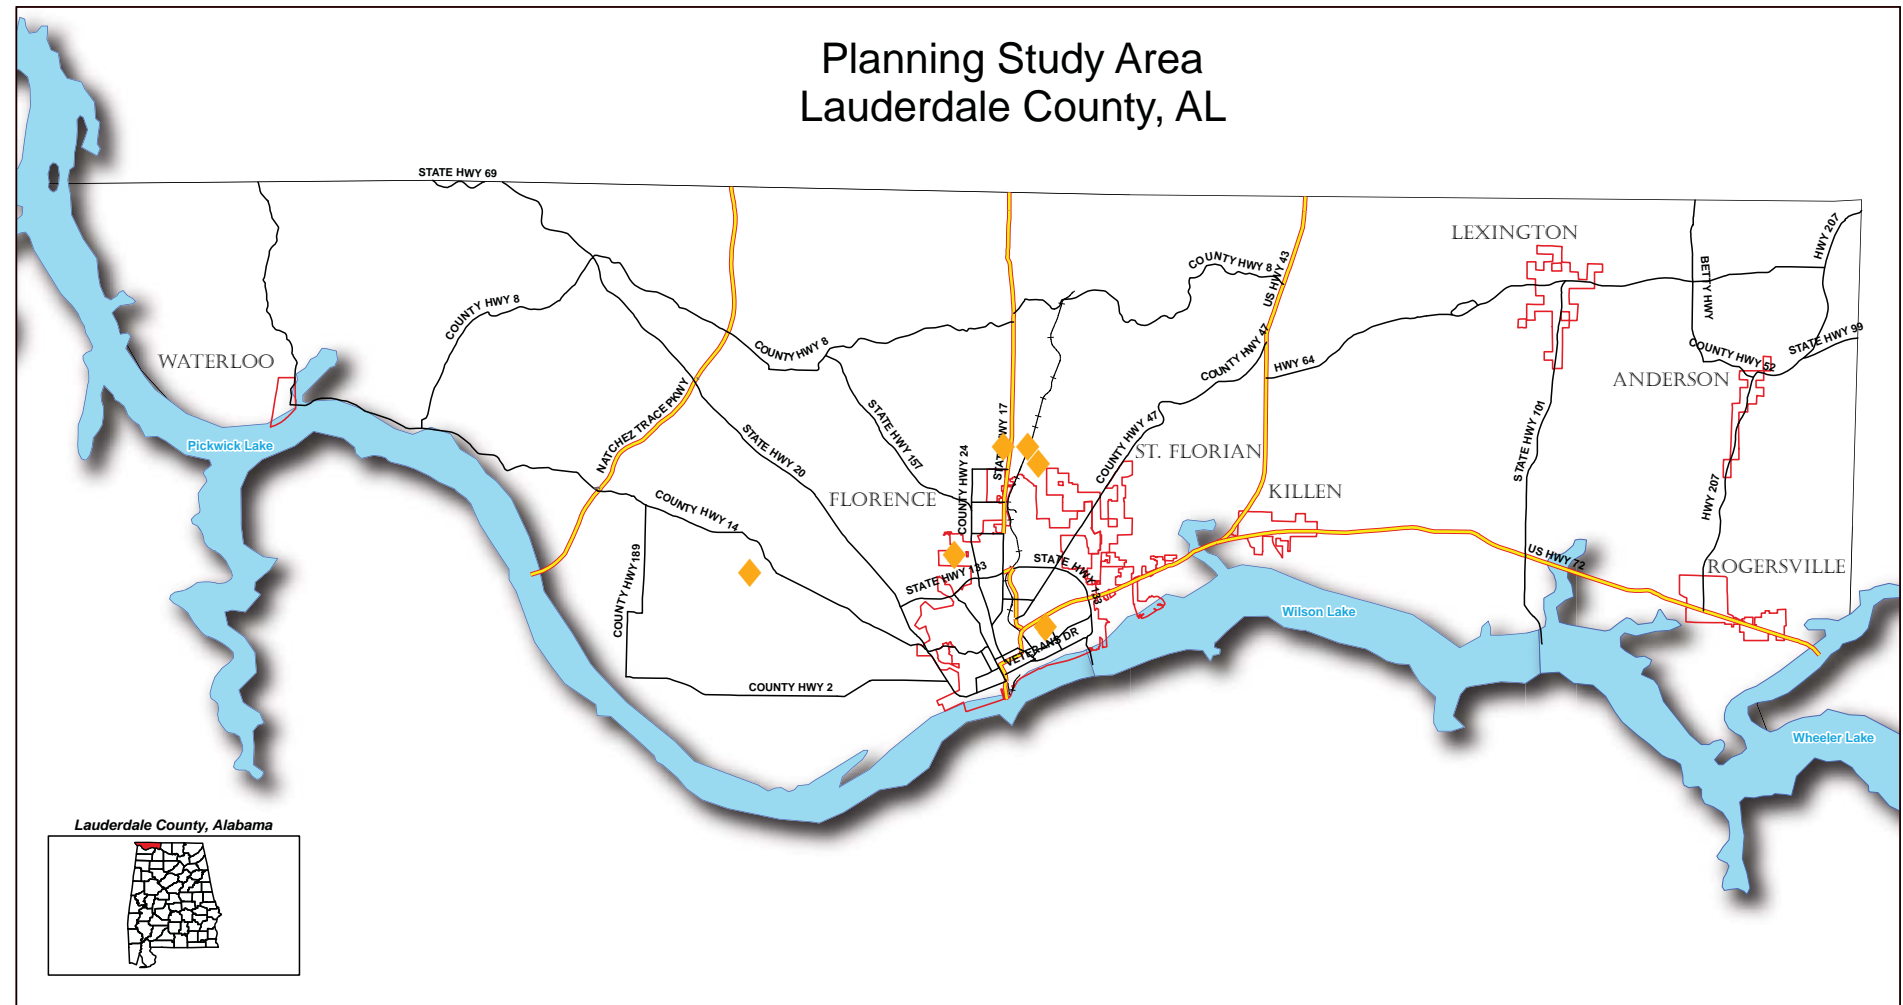 Planning Study Area
Lauderdale County, AL
STATE HWY 69
HWY 207
LEXINGTON
COUNTY HWY 8
US HWY 43
BETTY HWY
COUNTY HWY 8
COUNTY HWY 8
COUNTY HWY 47
STATE HWY 99
COUNTY HWY 52
WATERLOO
HWY 64
ANDERSON
NATCHEZ TRACE PKWY
STATE HWY 157
STATE HWY 17
COUNTY HWY 47
STATE HWY 101
Pickwick Lake
STATE HWY 20
COUNTY HWY 24
ST. FLORIAN
FLORENCE
KILLEN
HWY 207
COUNTY HWY 14
US HWY 72
ROGERSVILLE
COUNTY HWY 189
STATE HWY 133
STATE HWY 133
Wilson Lake
VETERANS DR
COUNTY HWY 2
Wheeler Lake
Lauderdale County, Alabama